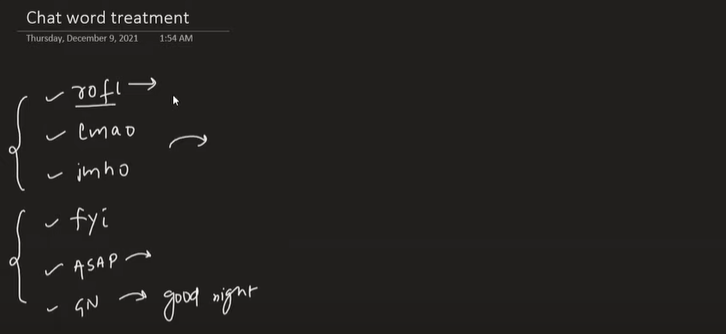 Chat word treatment
Thursday, December 9, 2021 1:54 AM
rofl →
lmao →
imho
fyi
ASAP →
GN → good night